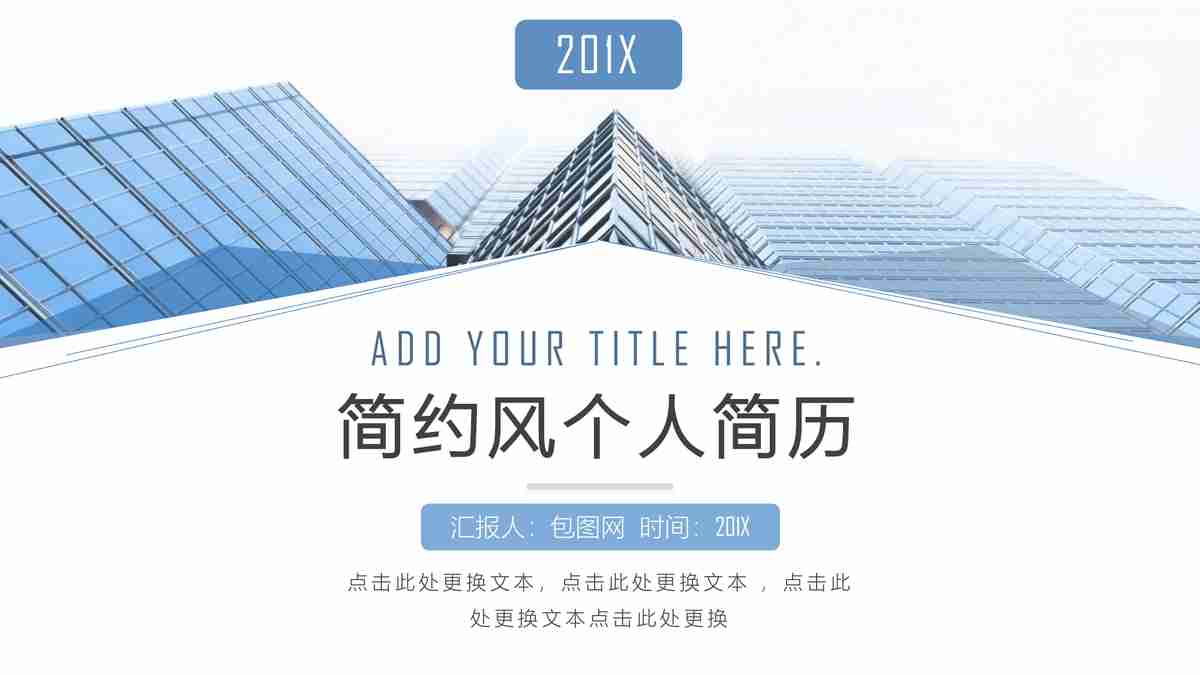 201X
ADD YOUR TITLE HERE.
简约风个人简历
汇报人：包图网 时间：201X
点击此处更换文本，点击此处更换文本 ，点击此
处更换文本点击此处更换